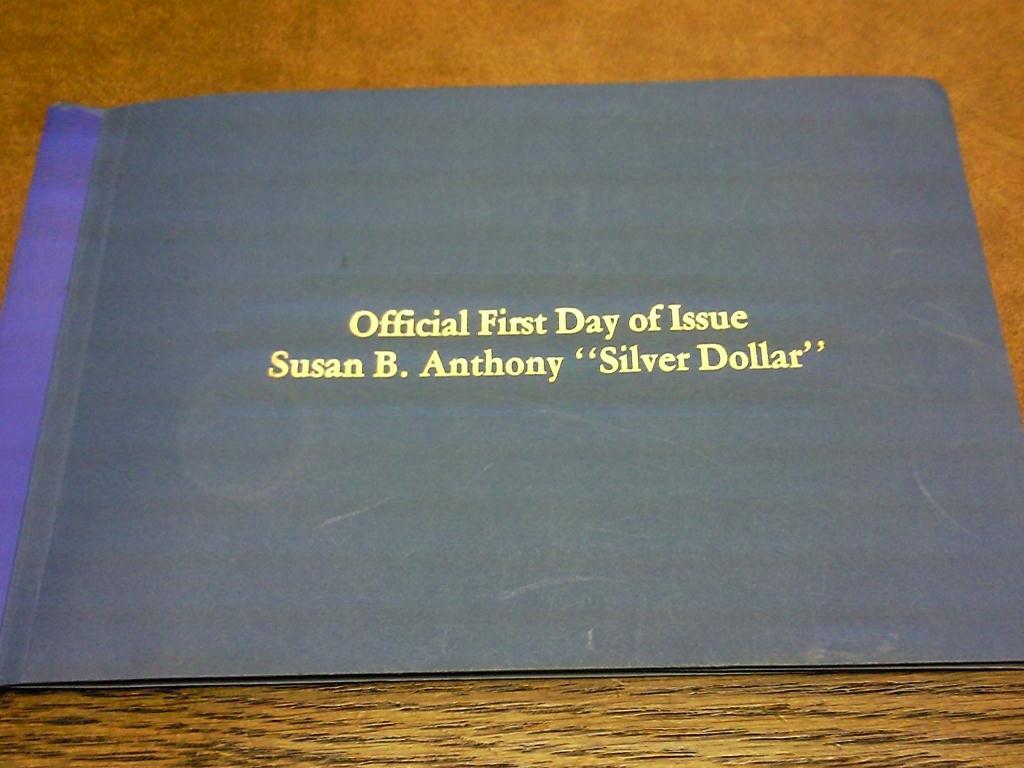 Official First Day of Issue
Susan B. Anthony ‘‘Silver Dollar’’